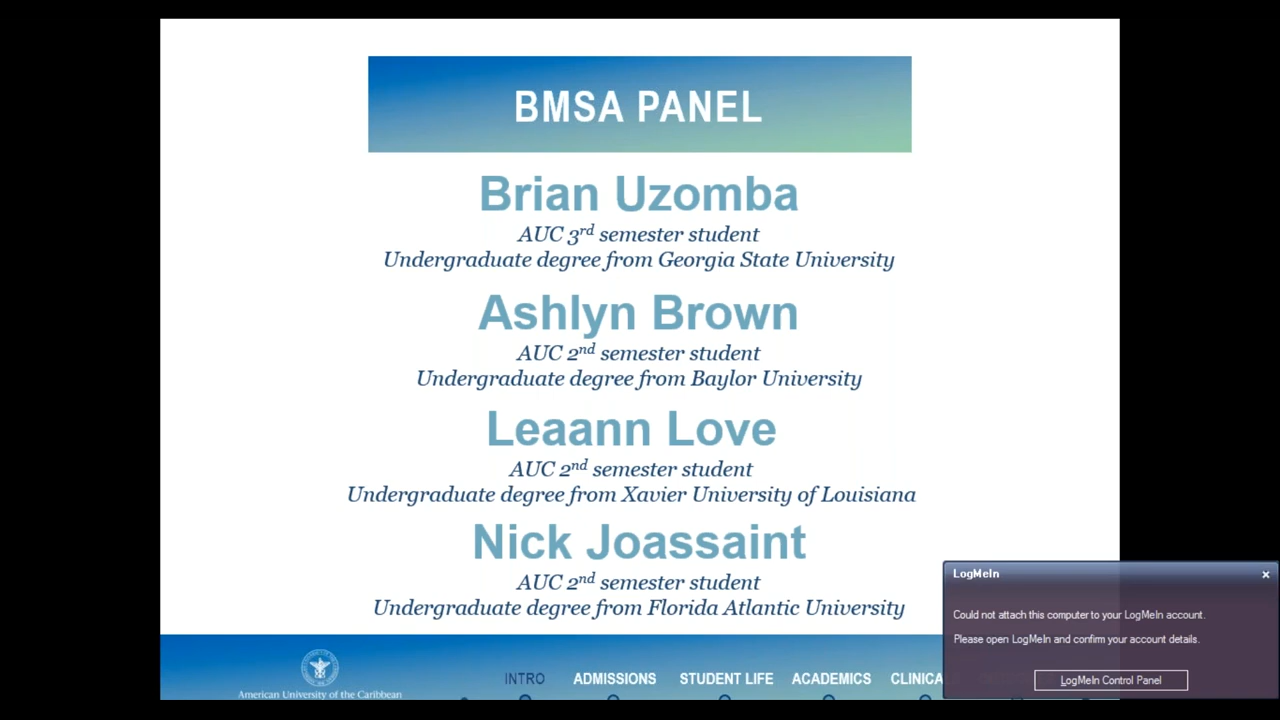 BMSA PANEL
Brian Uzomba
AUC 3rd semester student
Undergraduate degree from Georgia State University
Ashlyn Brown
AUC 2nd semester student
Undergraduate degree from Baylor University
Leaann Love
AUC 2nd semester student
Undergraduate degree from Xavier University of Louisiana
Nick Joassaint
AUC 2nd semester student
Undergraduate degree from Florida Atlantic University
American University of the Caribbean
INTRO ADMISSIONS STUDENT LIFE ACADEMICS CLINICA
LogMeIn
Could not attach this computer to your LogMeIn account.
Please open LogMeIn and confirm your account details.
LogMeIn Control Panel